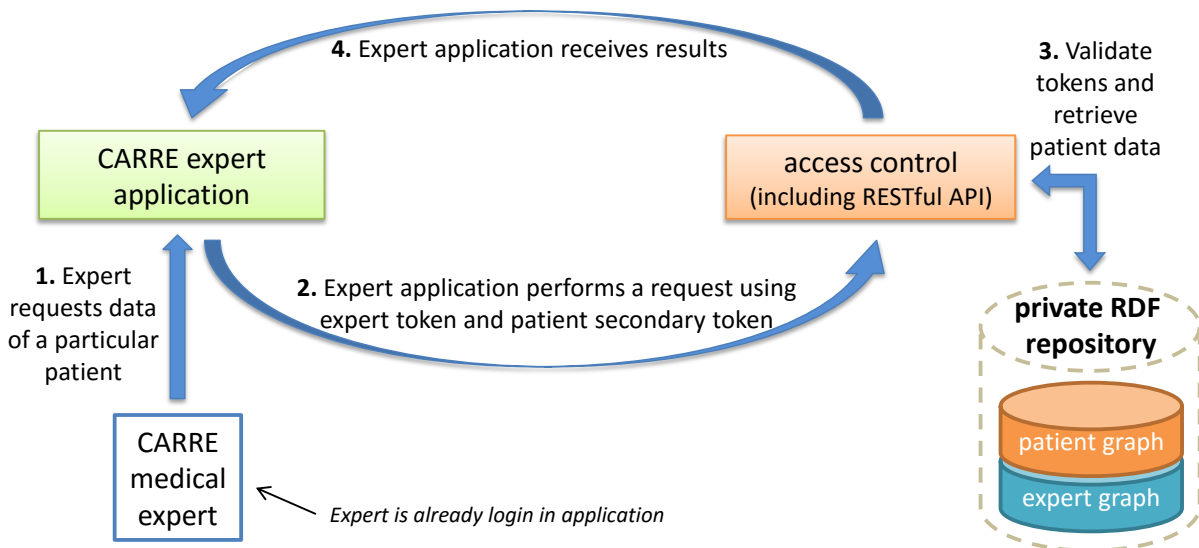 4. Expert application receives results
3. Validate
tokens and
retrieve
patient data
CARRE expert
application
access control
(including RESTful API)
1. Expert
requests data
of a particular
patient
2. Expert application performs a request using
expert token and patient secondary token
private RDF
repository
patient graph
expert graph
CARRE
medical
expert
Expert is already login in application